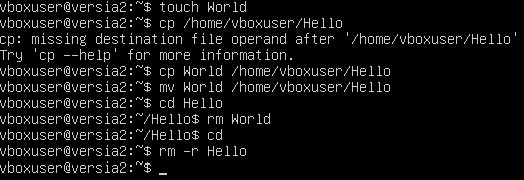 vboxuser@versia2:~$ touch World
vboxuser@versia2:~$ cp /home/vboxuser/Hello
cp: missing destination file operand after '/home/vboxuser/Hello'
Try 'cp --help' for more information.
vboxuser@versia2:~$ cp World /home/vboxuser/Hello
vboxuser@versia2:~$ mv World /home/vboxuser/Hello
vboxuser@versia2:~$ cd Hello
vboxuser@versia2:~/Hello$ rm World
vboxuser@versia2:~/Hello$ cd
vboxuser@versia2:~$ rm -r Hello
vboxuser@versia2:~$ _